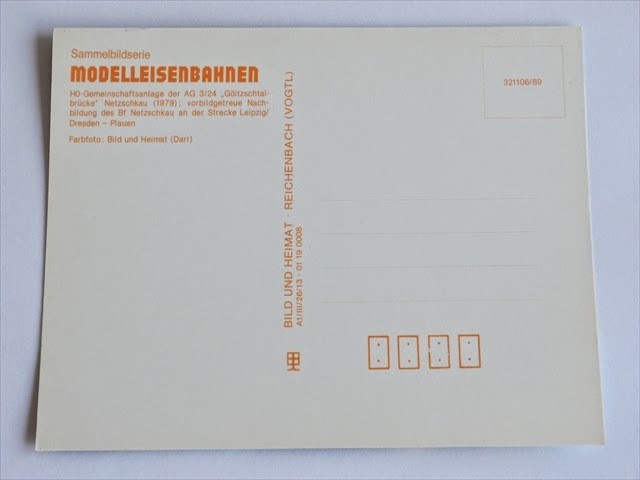 Sammelbildserie
MODELLEISENBAHNEN
H0-Gemeinschaftsanlage der AG 3/24 „Göltzschtal-
brücke" Netzschkau (1979); vorbildgetreue Nach-
bildung des Bf Netzschkau an der Strecke Leipzig/
Dresden – Plauen
Farbfoto: Bild und Heimat (Darr)
BILD UND HEIMAT · REICHENBACH (VOGTL)
A1/III/26/13 · 01 19 0008
321106/89